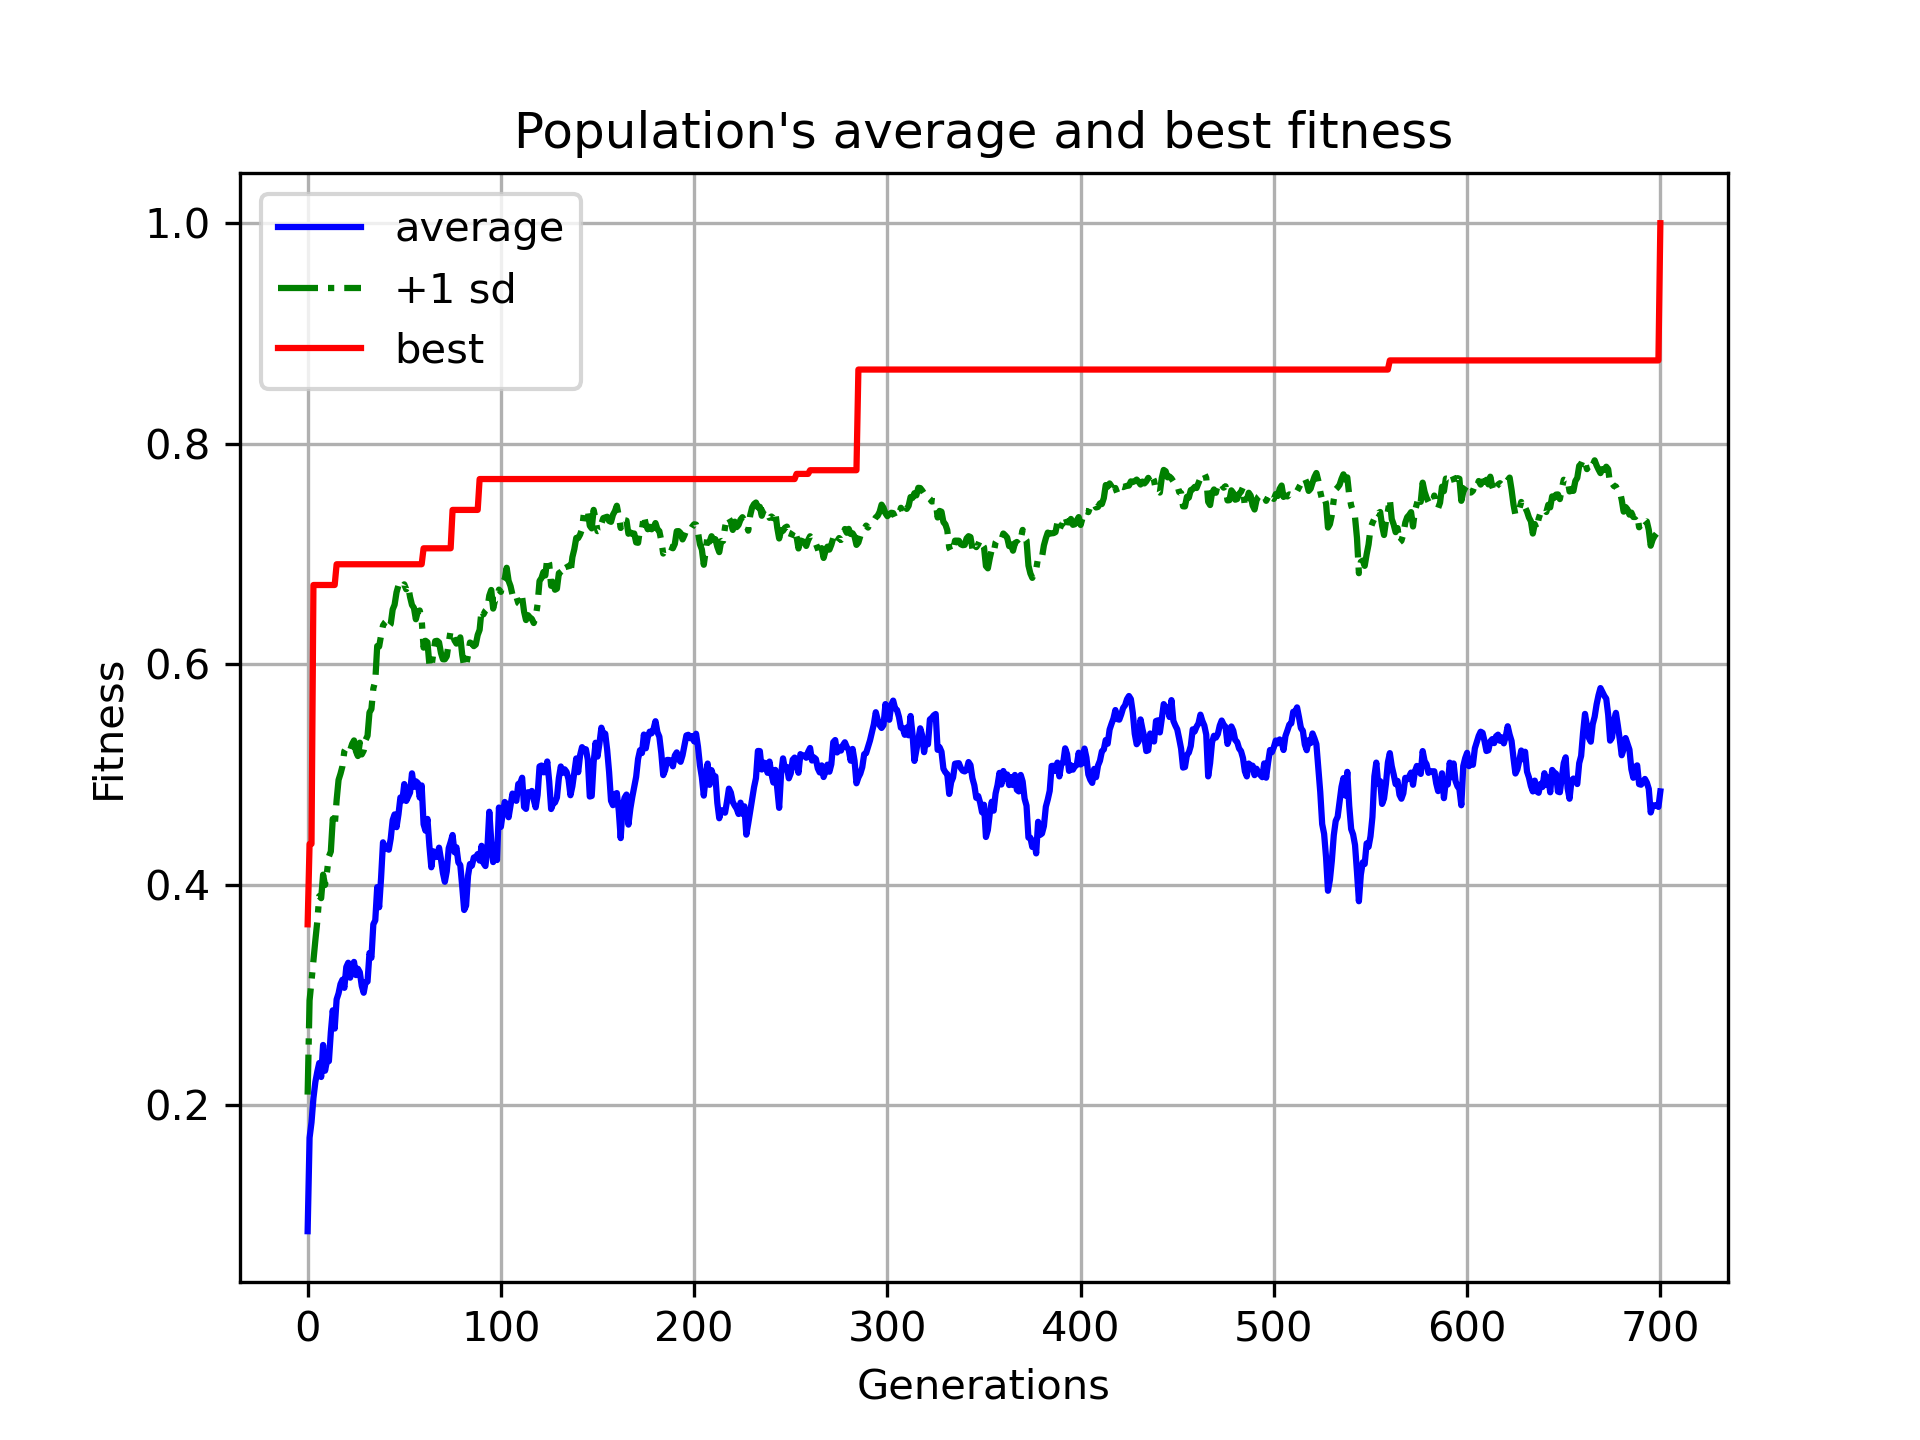 Population's average and best fitness
average
+1 sd
best
Fitness
1.0
0.8
0.6
0.4
0.2
0 100 200 300 400 500 600 700
Generations